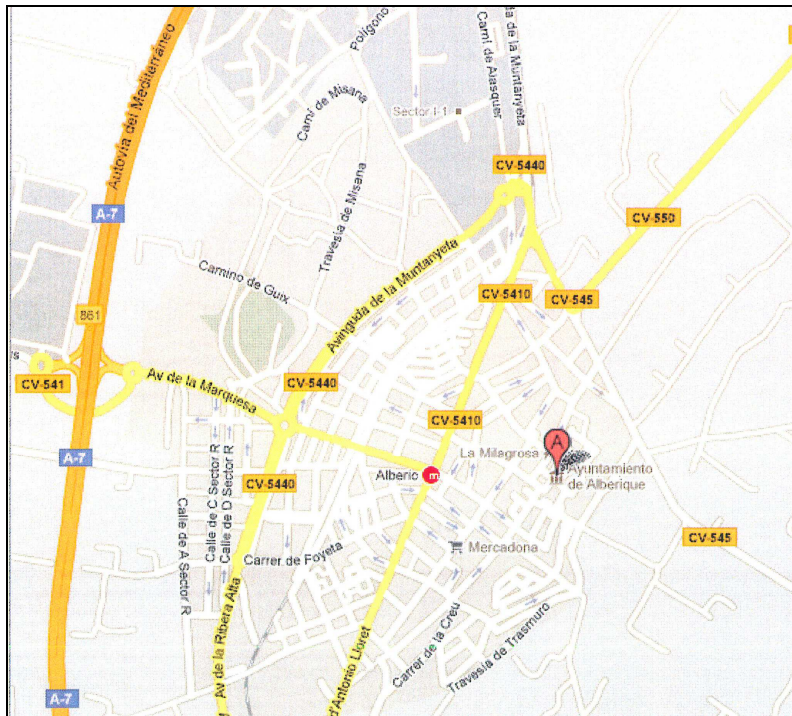 Autovía del Mediterráneo
Polígono
da de la Muntanyeta
Camí de Alasquer
Camí de Misana
Sector I-1
CV-5440
A-7
CV-550
Travesía de Misana
Avinguda de la Muntanyeta
Camino de Guix
CV-5410
CV-545
861
s
CV-541
Av de la Marquesa
CV-5440
CV-5410
A
La Milagrosa
A-7
Alberic
m
Ayuntamiento
de Alberique
CV-5440
Calle de A Sector R
Calle de C Sector R
Calle de D Sector R
CV-545
Mercadona
Carrer de Foyeta
Av de la Ribera Alta
d'Antonio Lloret
Carrer de la Creu
Travesía de Trasmuro
A-7